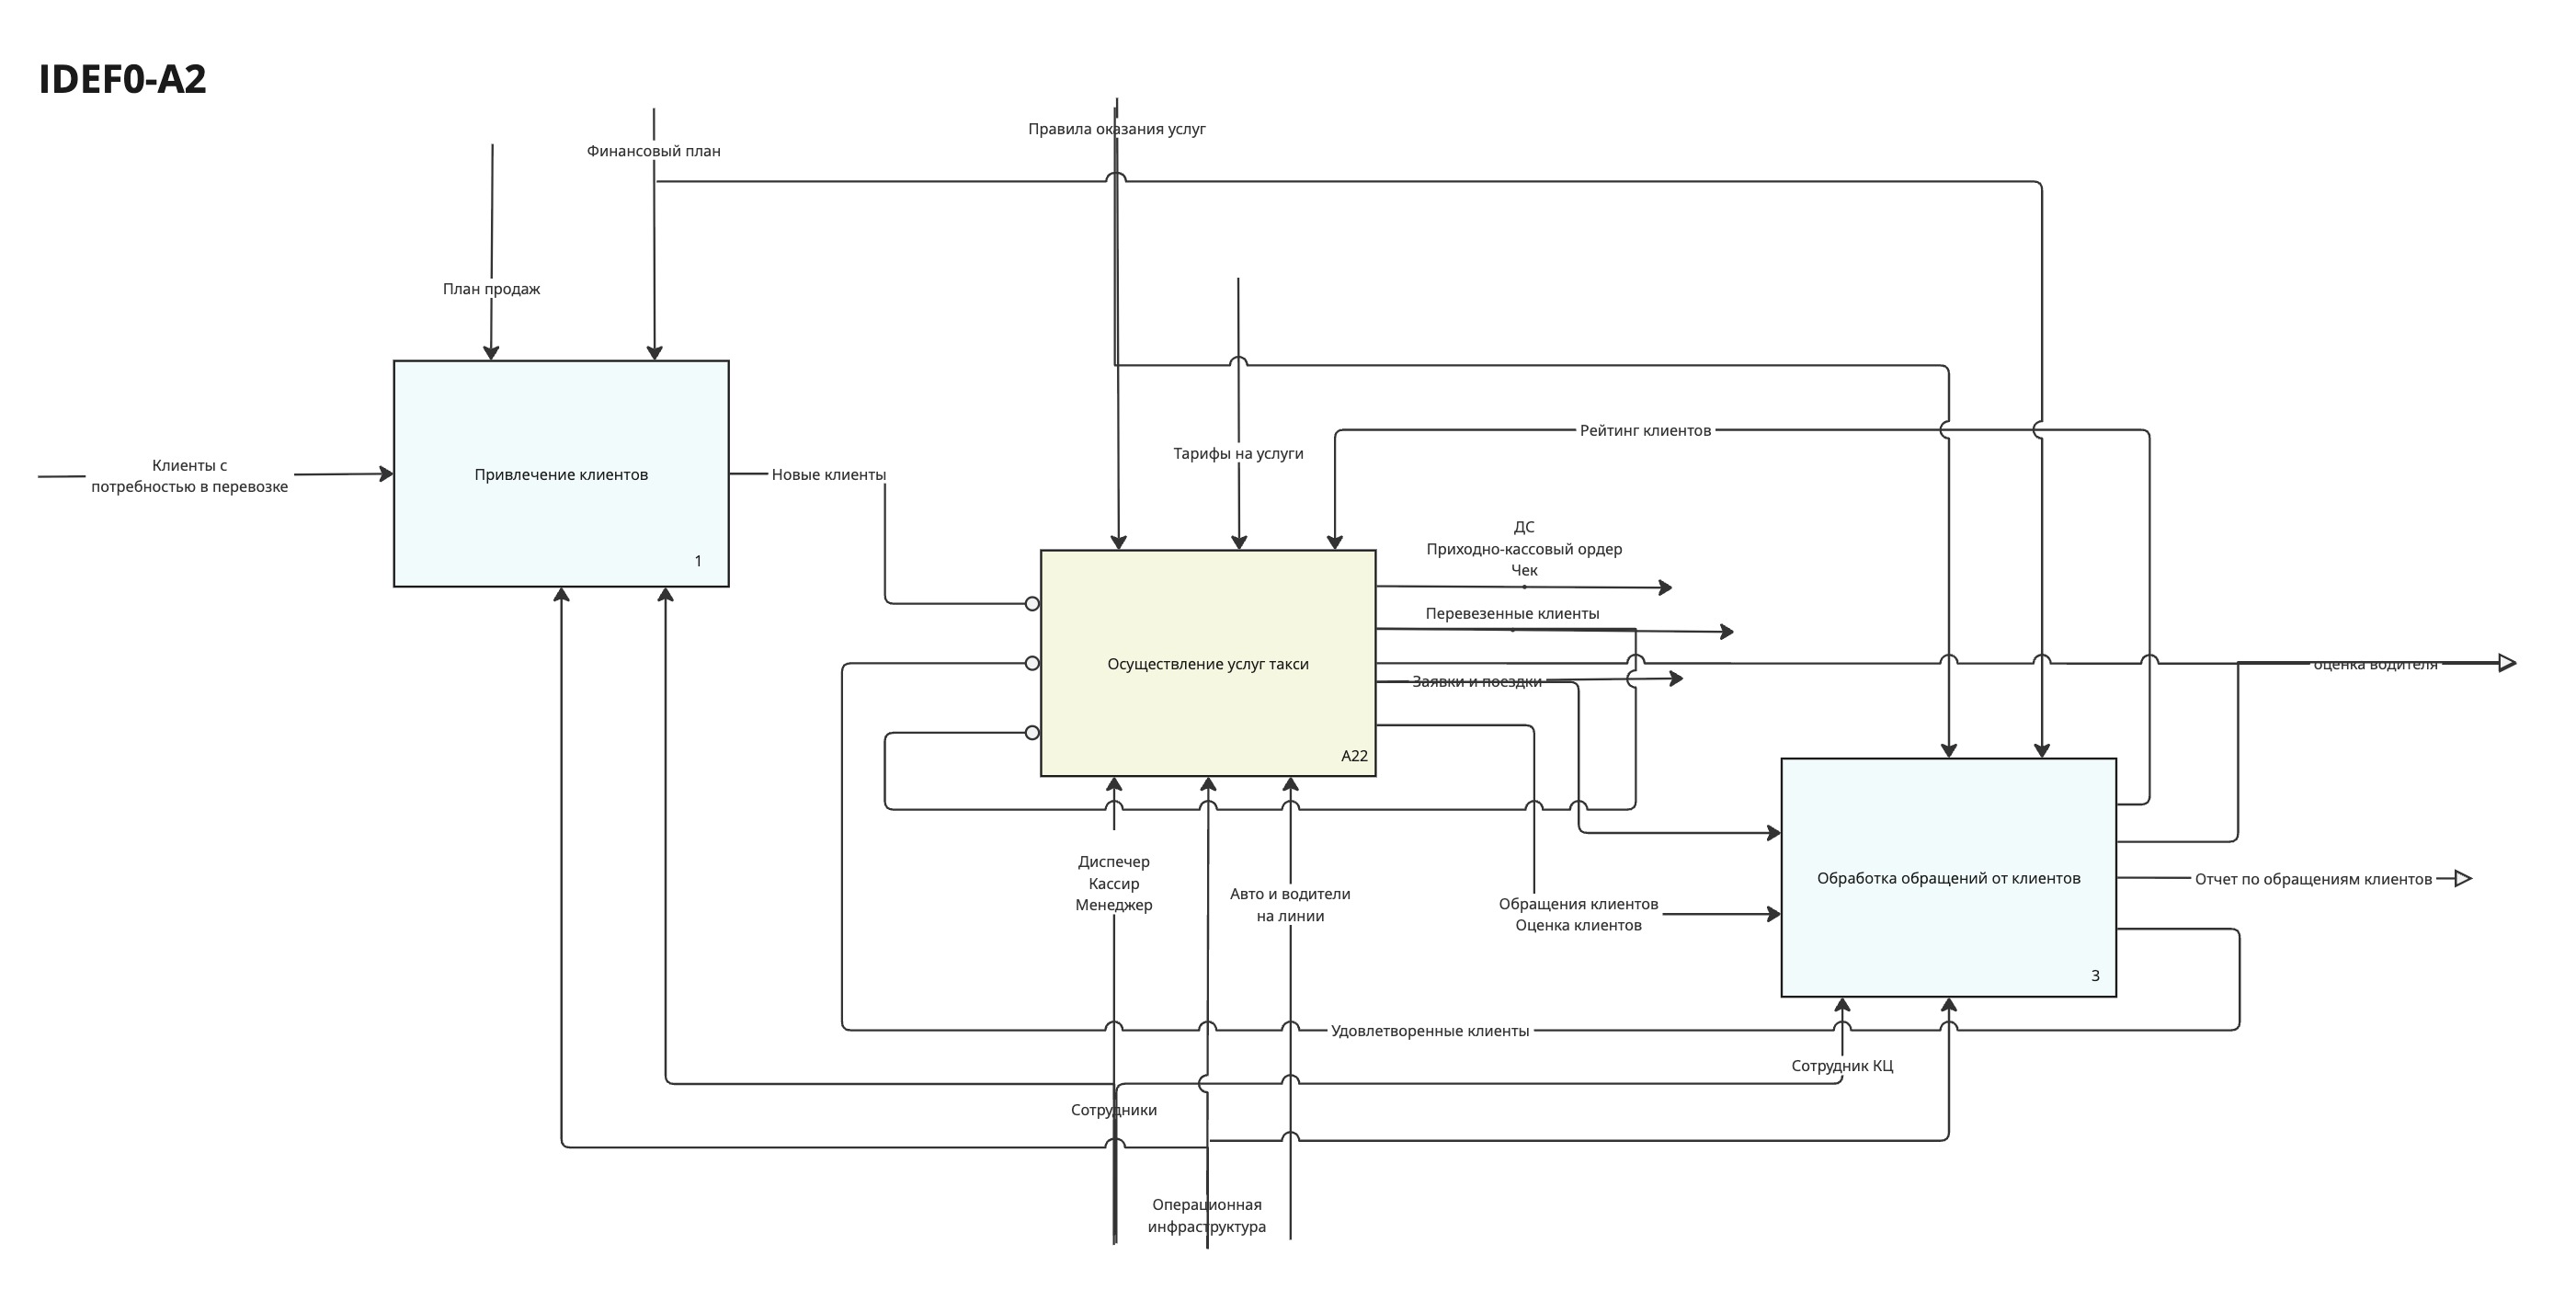 IDEF0-A2
Правила оказания услуг
Финансовый план
План продаж
Рейтинг клиентов
Тарифы на услуги
Клиенты с
потребностью в перевозке
Привлечение клиентов
1
Новые клиенты
ДС
Приходно-кассовый ордер
Чек
Перевезенные клиенты
Осуществление услуг такси
A22
Заявки и поездки
оценка водителя
Диспечер
Кассир
Менеджер
Авто и водители
на линии
Обращения клиентов
Оценка клиентов
Обработка обращений от клиентов
3
Отчет по обращениям клиентов
Удовлетворенные клиенты
Сотрудник КЦ
Сотрудники
Операционная
инфраструктура